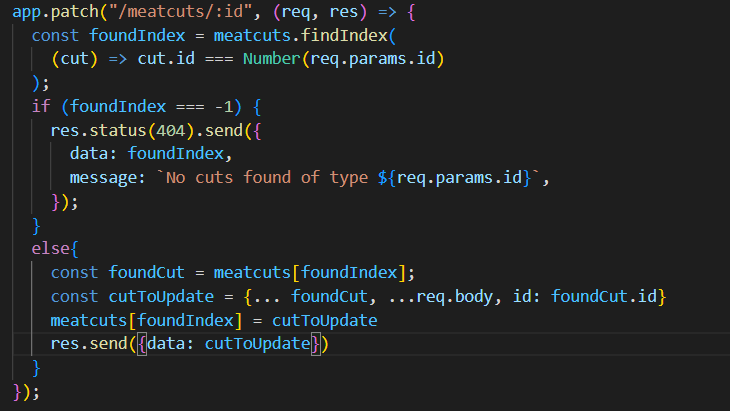 app.patch("/meatcuts/:id", (req, res) => {
  const foundIndex = meatcuts.findIndex(
    (cut) => cut.id === Number(req.params.id)
  );
  if (foundIndex === -1) {
    res.status(404).send({
      data: foundIndex,
      message: `No cuts found of type ${req.params.id}`,
    });
  }
  else{
    const foundCut = meatcuts[foundIndex];
    const cutToUpdate = {... foundCut, ...req.body, id: foundCut.id}
    meatcuts[foundIndex] = cutToUpdate
    res.send({data: cutToUpdate})
  }
});